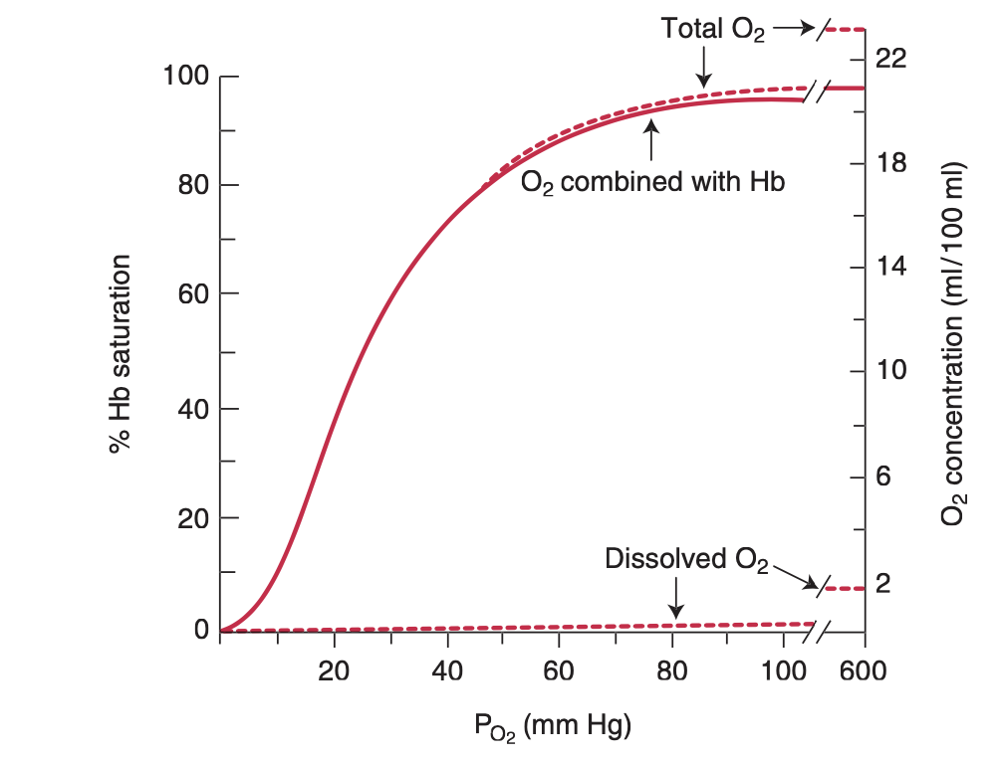 Total O2
100
80
60
40
20
0
% Hb saturation
O2 combined with Hb
Dissolved O2
22
18
14
10
6
2
O2 concentration (ml/100 ml)
20 40 60 80 100 600
PO2 (mm Hg)